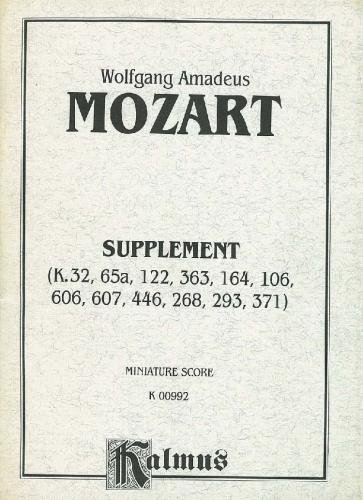 Wolfgang Amadeus
MOZART
SUPPLEMENT
(K.32, 65a, 122, 363, 164, 106,
606, 607, 446, 268, 293, 371)
MINIATURE SCORE
K 00992
Kalmus